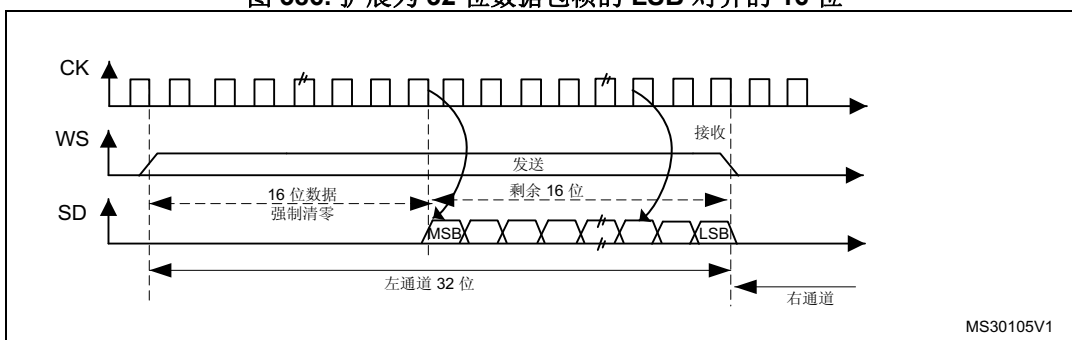 图 386. 扩展为 32 位数据包帧的 LSB 对齐的 16 位
CK
WS
接收
发送
16 位数据
强制清零
剩余 16 位
SD
MSB
LSB
左通道 32 位
右通道
MS30105V1